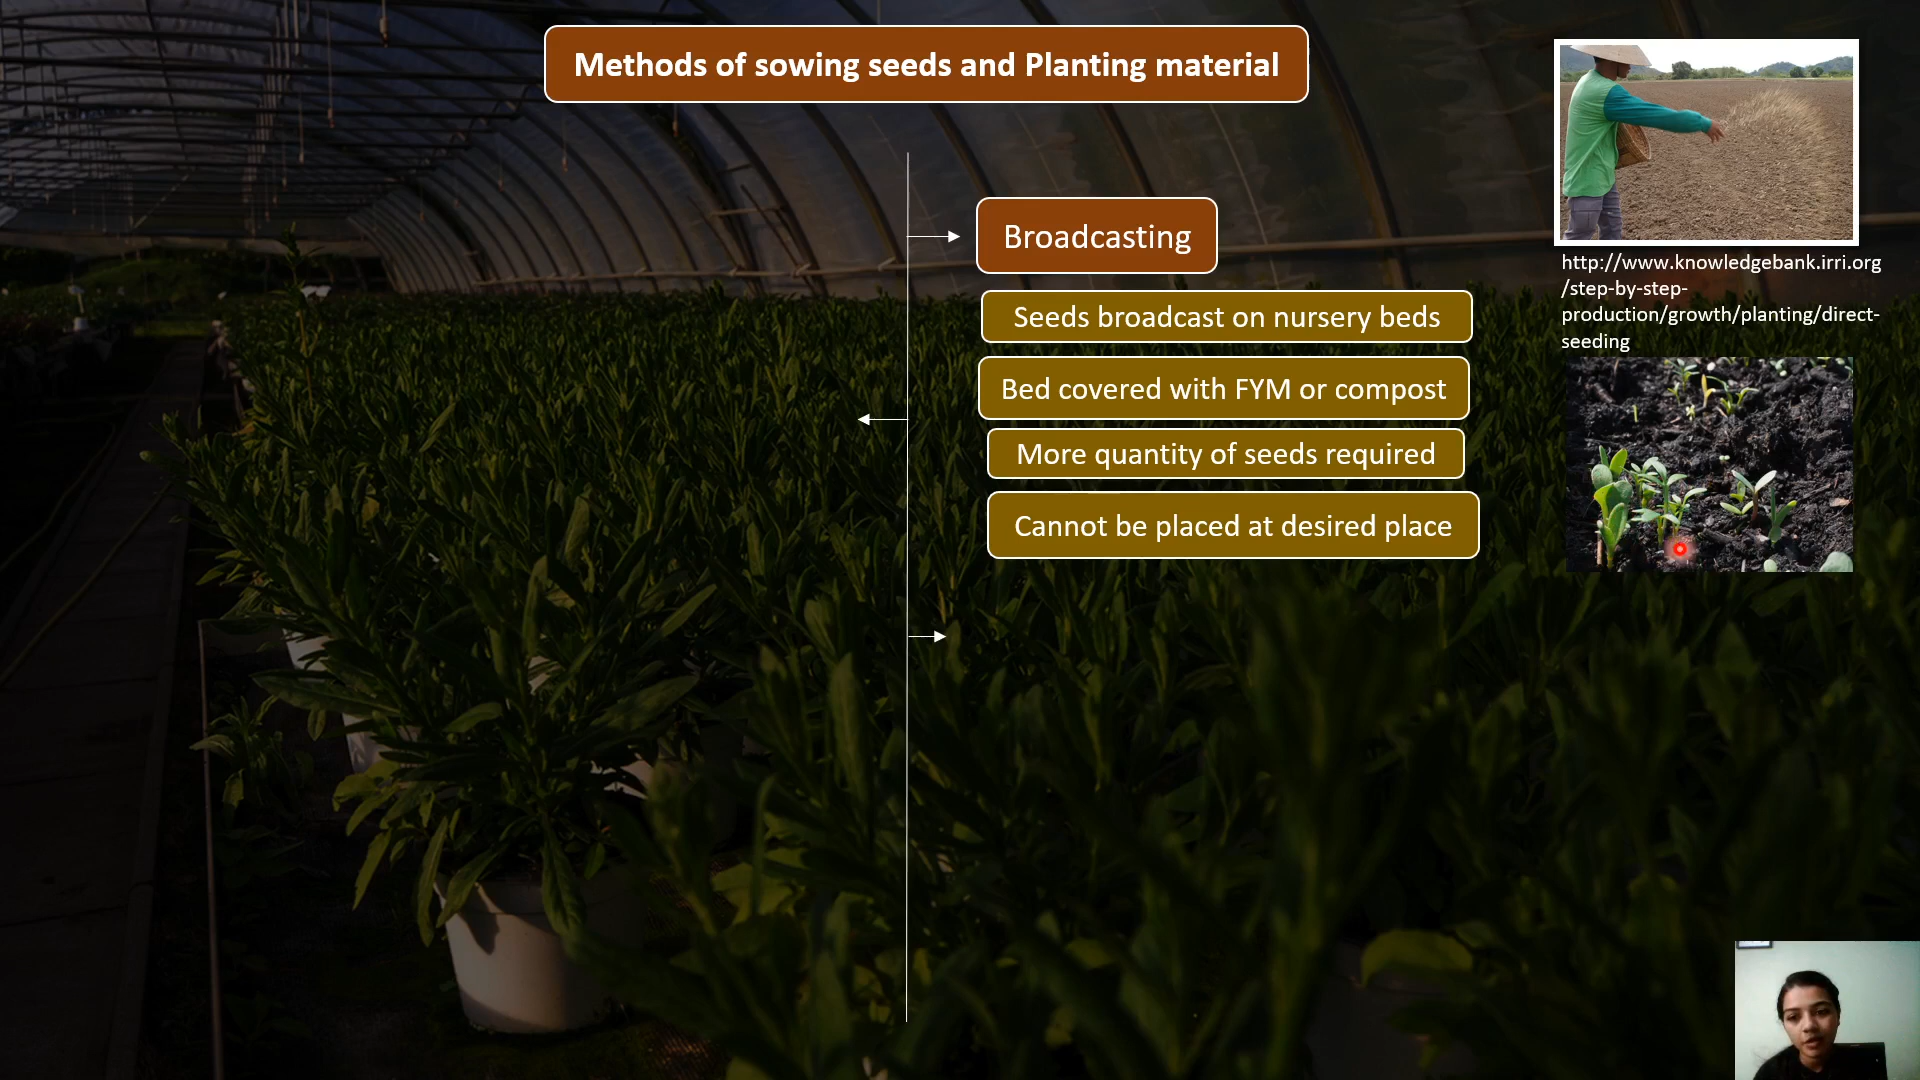 Methods of sowing seeds and Planting material
Broadcasting
Seeds broadcast on nursery beds
Bed covered with FYM or compost
More quantity of seeds required
Cannot be placed at desired place
http://www.knowledgebank.irri.org
/step-by-step-
production/growth/planting/direct-
seeding